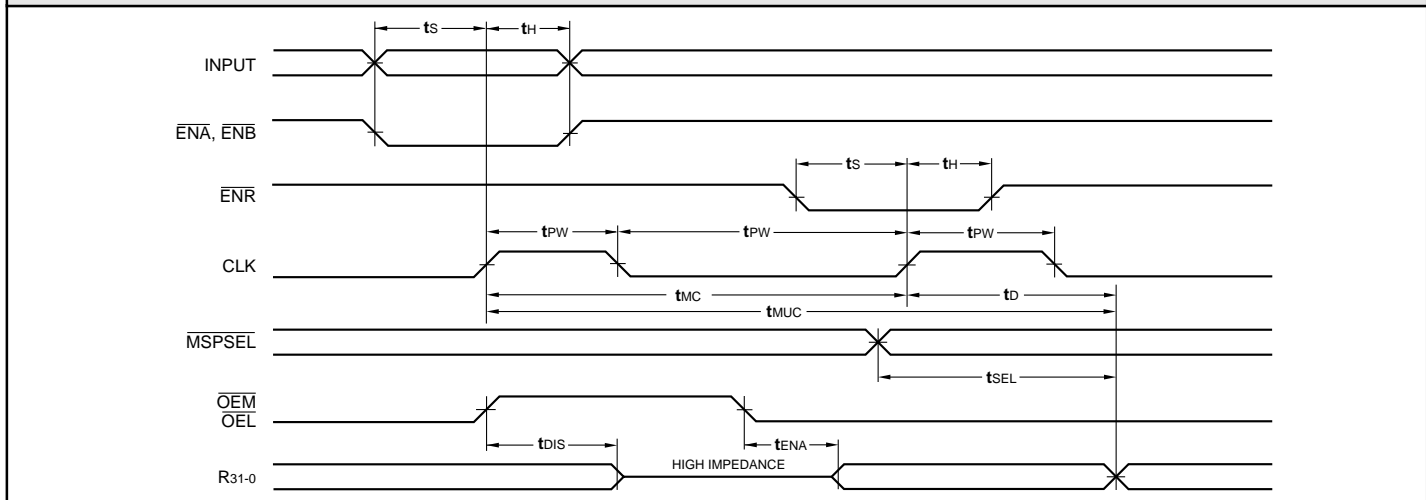 tS tH
INPUT
ENA, ENB
tS tH
ENR
tPW tPW tPW
CLK
tMC tD
tMUC
MSPSEL
tSEL
OEM
OEL
tDIS tENA
HIGH IMPEDANCE
R31-0